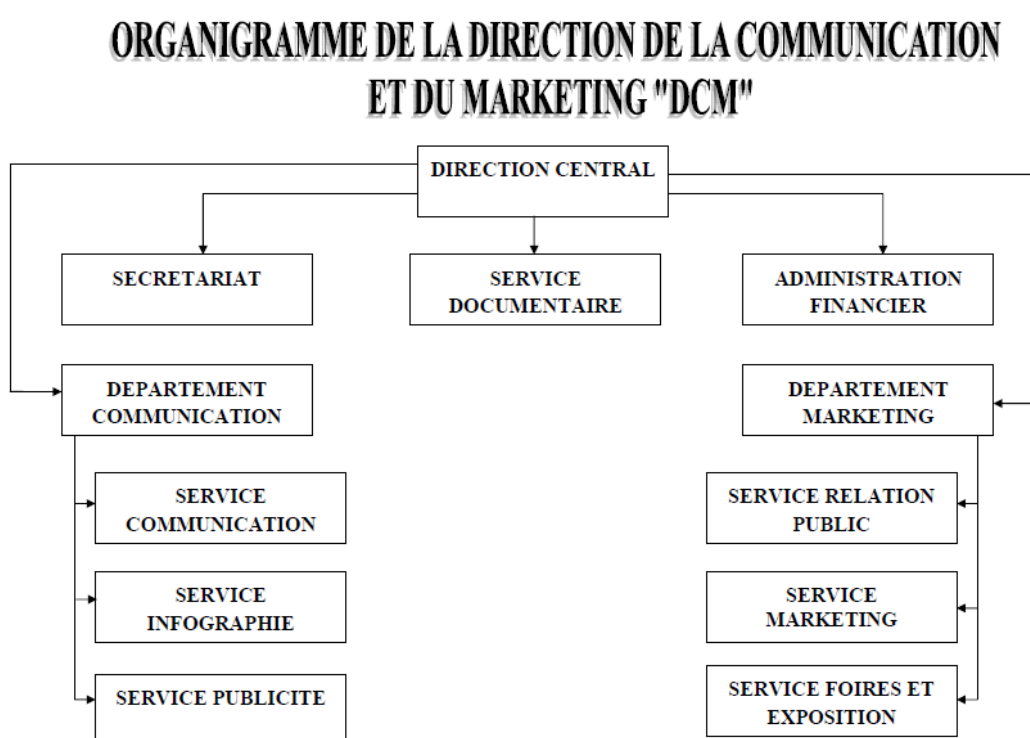 ORGANIGRAMME DE LA DIRECTION DE LA COMMUNICATION
ET DU MARKETING "DCM"
DIRECTION CENTRAL
SECRETARIAT
SERVICE
DOCUMENTAIRE
ADMINISTRATION
FINANCIER
DEPARTEMENT
COMMUNICATION
DEPARTEMENT
MARKETING
SERVICE
COMMUNICATION
SERVICE RELATION
PUBLIC
SERVICE
INFOGRAPHIE
SERVICE
MARKETING
SERVICE PUBLICITE
SERVICE FOIRES ET
EXPOSITION